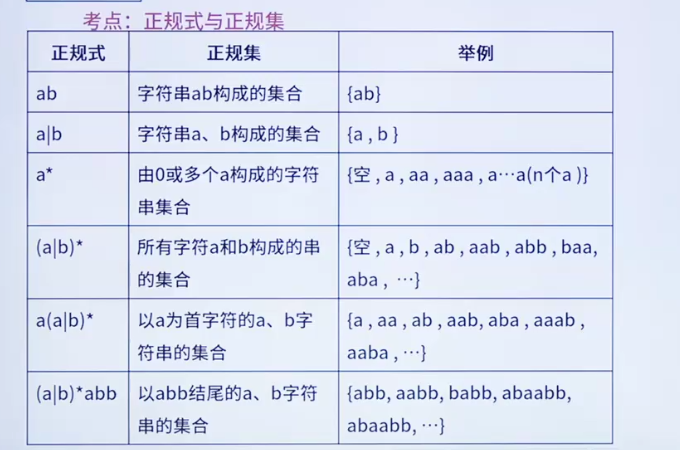 考点：正规式与正规集
正规式 正规集 举例
ab 字符串ab构成的集合 {ab}
a|b 字符串a、b构成的集合 {a , b }
a* 由0或多个a构成的字符 {空 , a , aa , aaa , a…a(n个a )}
串集合
(a|b)* 所有字符a和b构成的串 {空 , a , b , ab , aab , abb , baa,
的集合 aba , …}
a(a|b)* 以a为首字符的a、b字 {a , aa , ab , aab, aba , aaab ,
符串的集合 aaba , …}
(a|b)*abb 以abb结尾的a、b字符 {abb, aabb, babb, abaabb,
串的集合 abaabb, …}